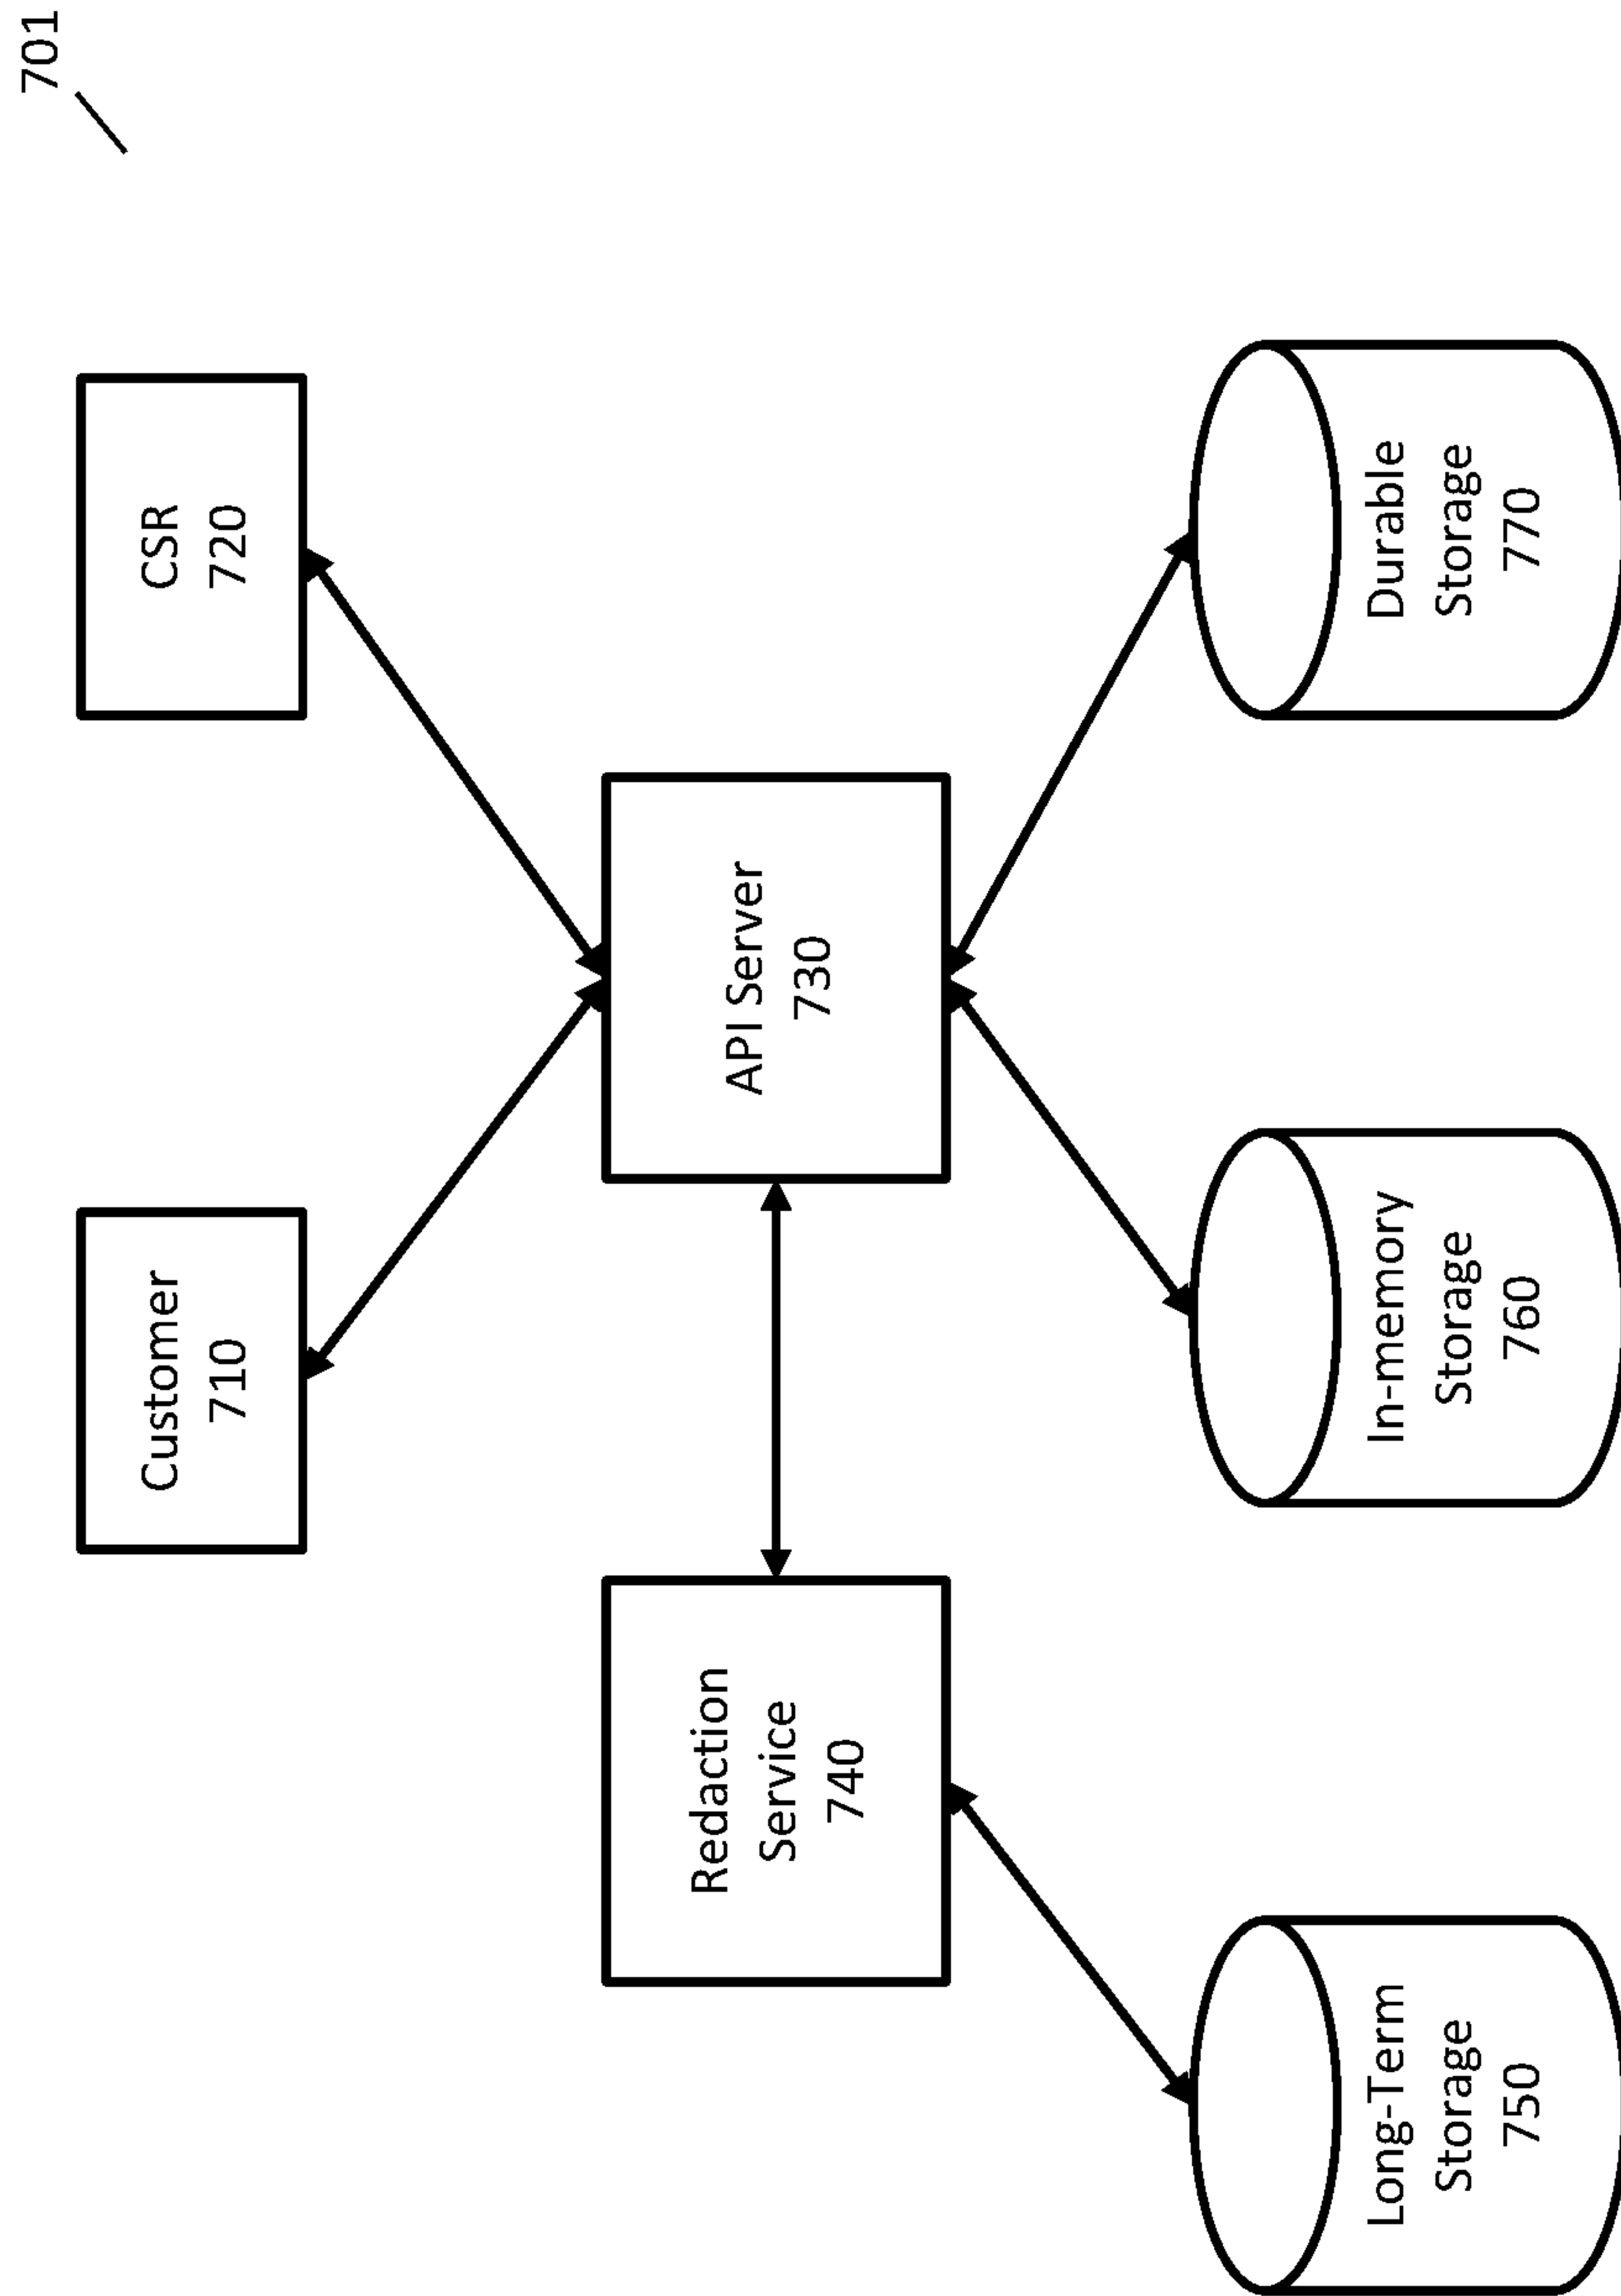 701
Customer
710
CSR
720
Redaction
Service
740
API Server
730
Long-Term
Storage
750
In-memory
Storage
760
Durable
Storage
770